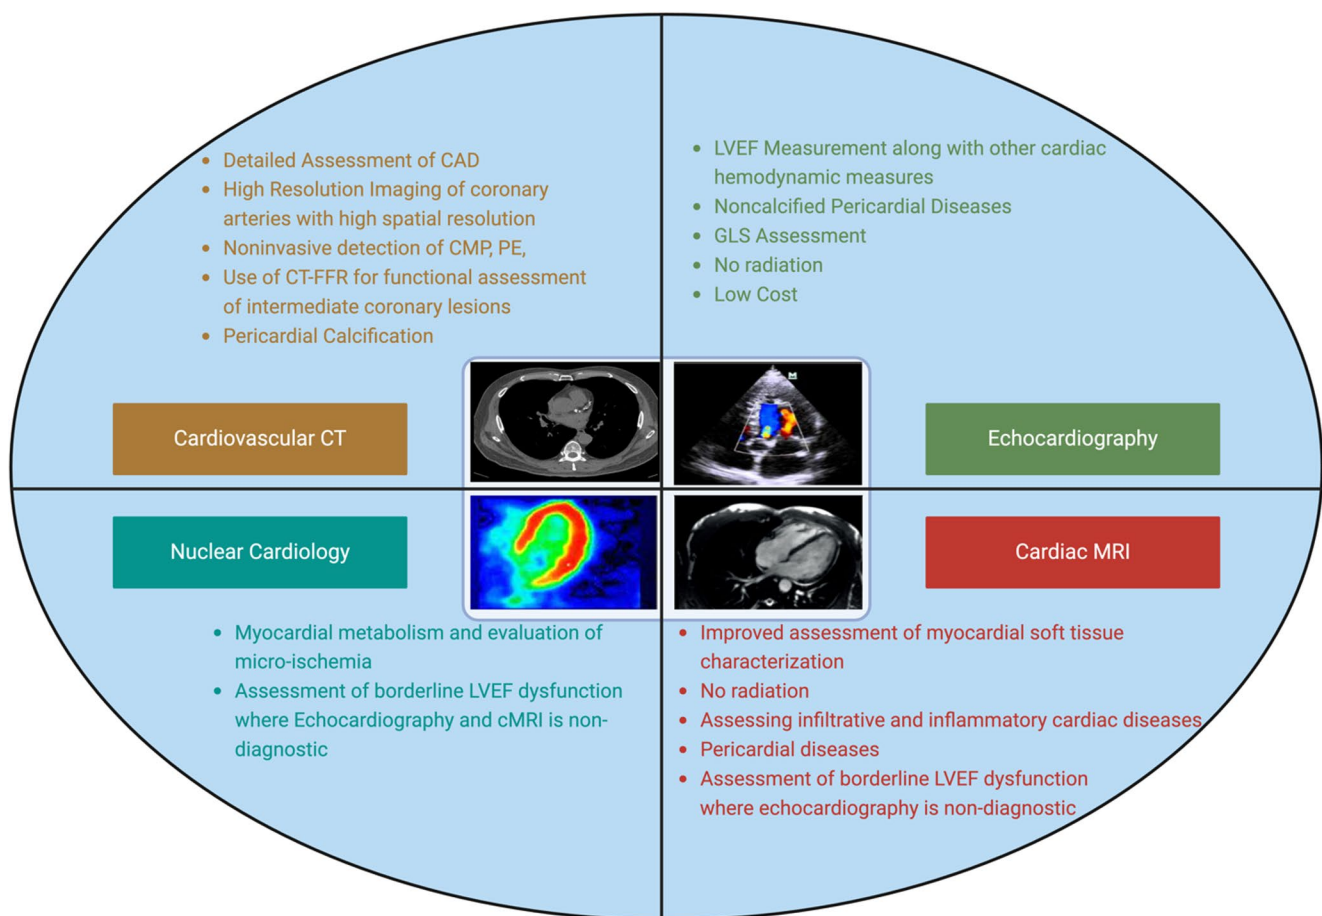 • Detailed Assessment of CAD
• High Resolution Imaging of coronary
arteries with high spatial resolution
• Noninvasive detection of CMP, PE,
• Use of CT-FFR for functional assessment
of intermediate coronary lesions
• Pericardial Calcification
Cardiovascular CT
• LVEF Measurement along with other cardiac
hemodynamic measures
• Noncalcified Pericardial Diseases
• GLS Assessment
• No radiation
• Low Cost
M
Echocardiography
Nuclear Cardiology
• Myocardial metabolism and evaluation of
micro-ischemia
• Assessment of borderline LVEF dysfunction
where Echocardiography and cMRI is non-
diagnostic
Cardiac MRI
• Improved assessment of myocardial soft tissue
characterization
• No radiation
• Assessing infiltrative and inflammatory cardiac diseases
• Pericardial diseases
• Assessment of borderline LVEF dysfunction
where echocardiography is non-diagnostic